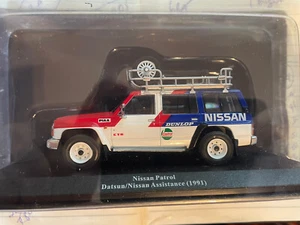 NISSAN
DUNLOP
Nissan Patrol
Datsun/Nissan Assistance (1991)